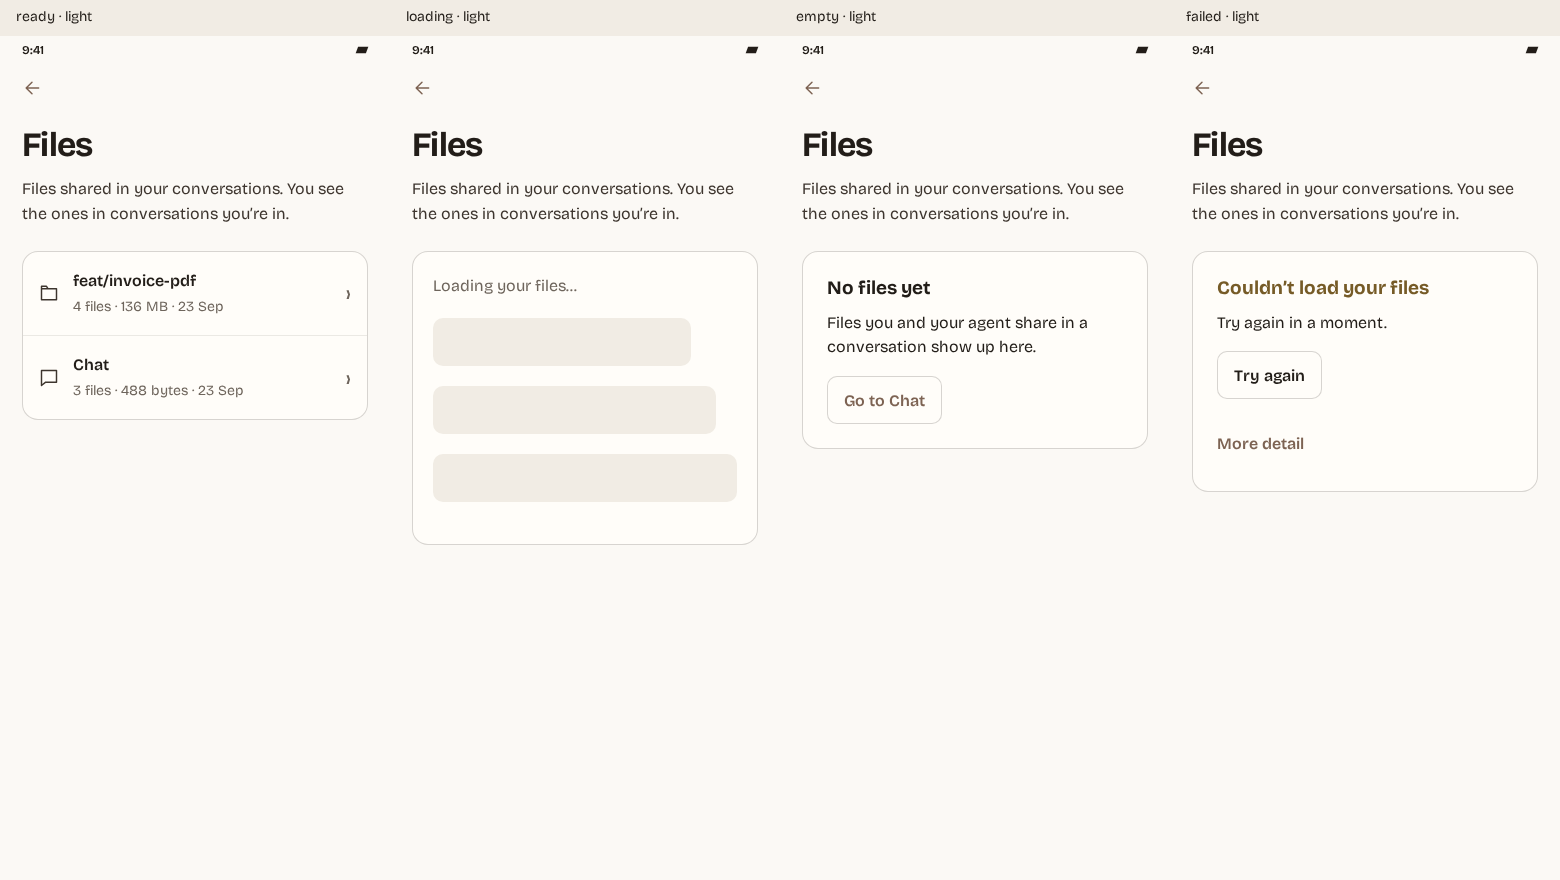 ready · light
9:41
Files
Files shared in your conversations. You see
the ones in conversations you’re in.
feat/invoice-pdf
4 files · 136 MB · 23 Sep
Chat
3 files · 488 bytes · 23 Sep
loading · light
9:41
Files
Files shared in your conversations. You see
the ones in conversations you’re in.
Loading your files…
empty · light
9:41
Files
Files shared in your conversations. You see
the ones in conversations you’re in.
No files yet
Files you and your agent share in a
conversation show up here.
Go to Chat
failed · light
9:41
Files
Files shared in your conversations. You see
the ones in conversations you’re in.
Couldn’t load your files
Try again in a moment.
Try again
More detail